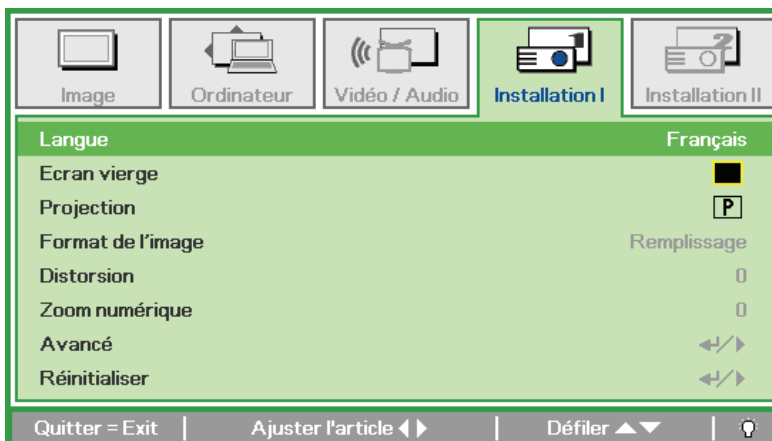 Image Ordinateur Vidéo / Audio Installation I Installation II
Langue Français
Ecran vierge
Projection P
Format de l'image Remplissage
Distorsion 0
Zoom numérique 0
Avancé
Réinitialiser
Quitter = Exit Ajuster l'article Défiler